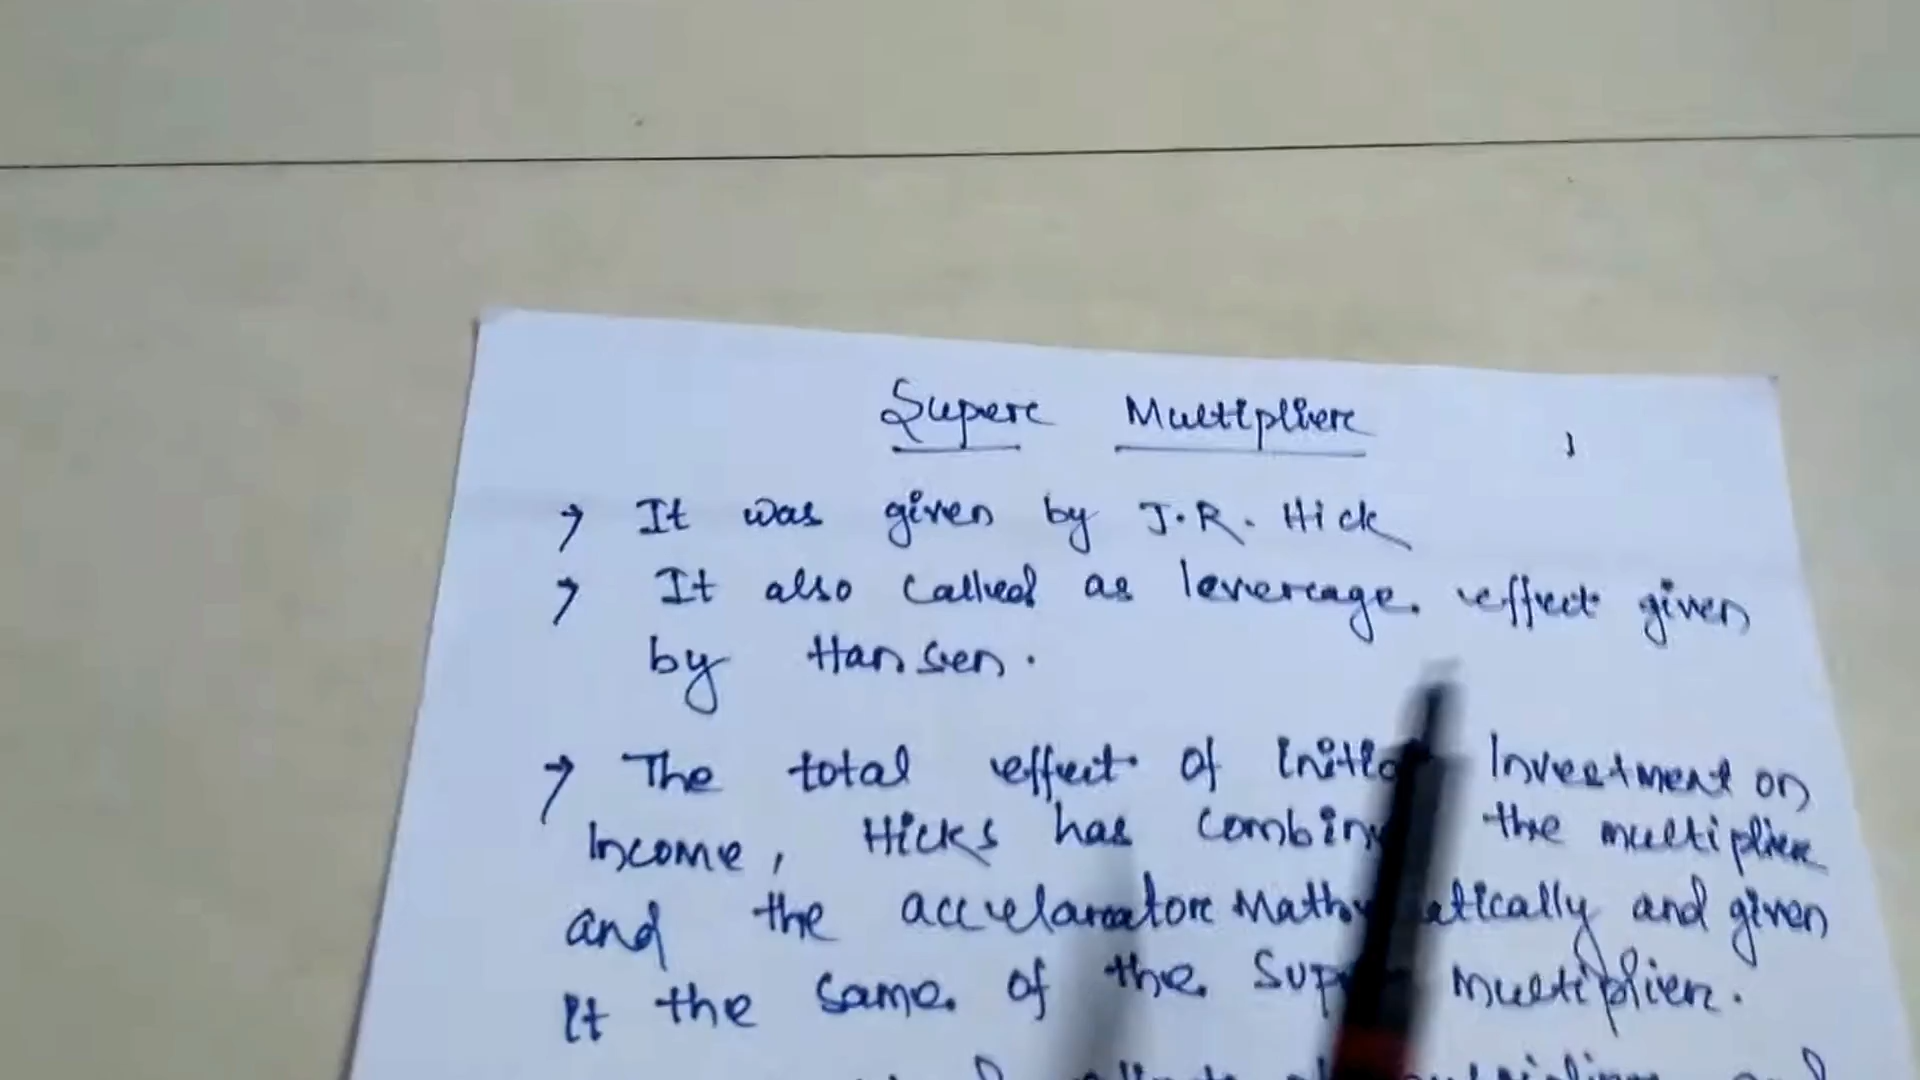 Super Multiplier
→ It was given by J.R. Hick
→ It also called as leverage. effect given
by Hansen.
→ The total effect of Investment on
Income, Hicks has the multiplier
and the accelarator and given
It the same. of the multiplier.